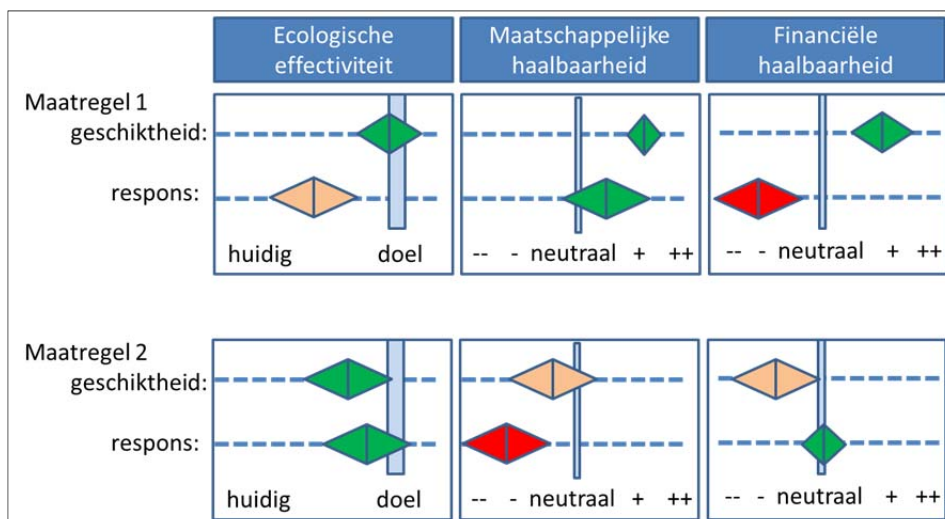 Ecologische
effectiviteit
Maatschappelijke
haalbaarheid
Financiële
haalbaarheid
Maatregel 1
geschiktheid:
respons:
huidig doel
-- - neutraal + ++
-- - neutraal + ++
Maatregel 2
geschiktheid:
respons:
huidig doel
-- - neutraal + ++
-- - neutraal + ++